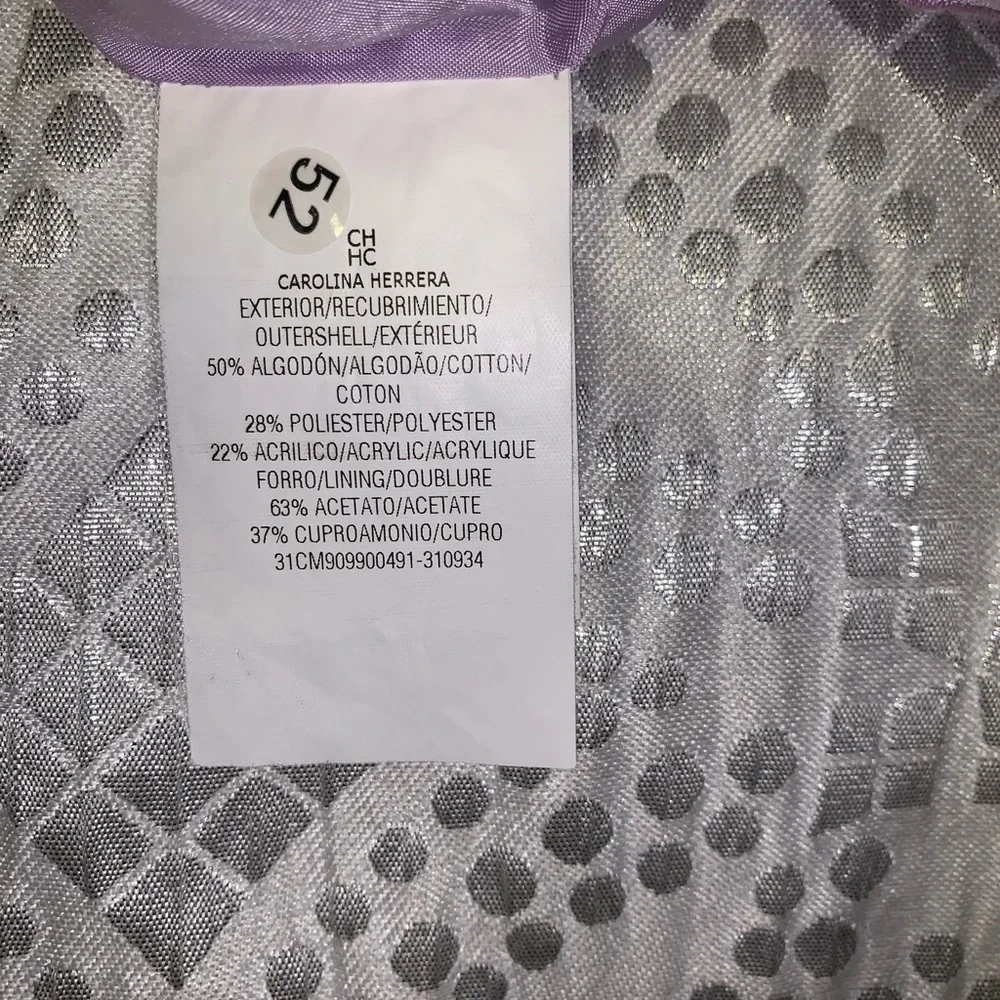 52
CH
HC
CAROLINA HERRERA
EXTERIOR/RECUBRIMIENTO/
OUTERSHELL/EXTÉRIEUR
50% ALGODÓN/ALGODÃO/COTTON/
COTON
28% POLIESTER/POLYESTER
22% ACRILICO/ACRYLIC/ACRYLIQUE
FORRO/LINING/DOUBLURE
63% ACETATO/ACETATE
37% CUPROAMONIO/CUPRO
31CM909900491-310934